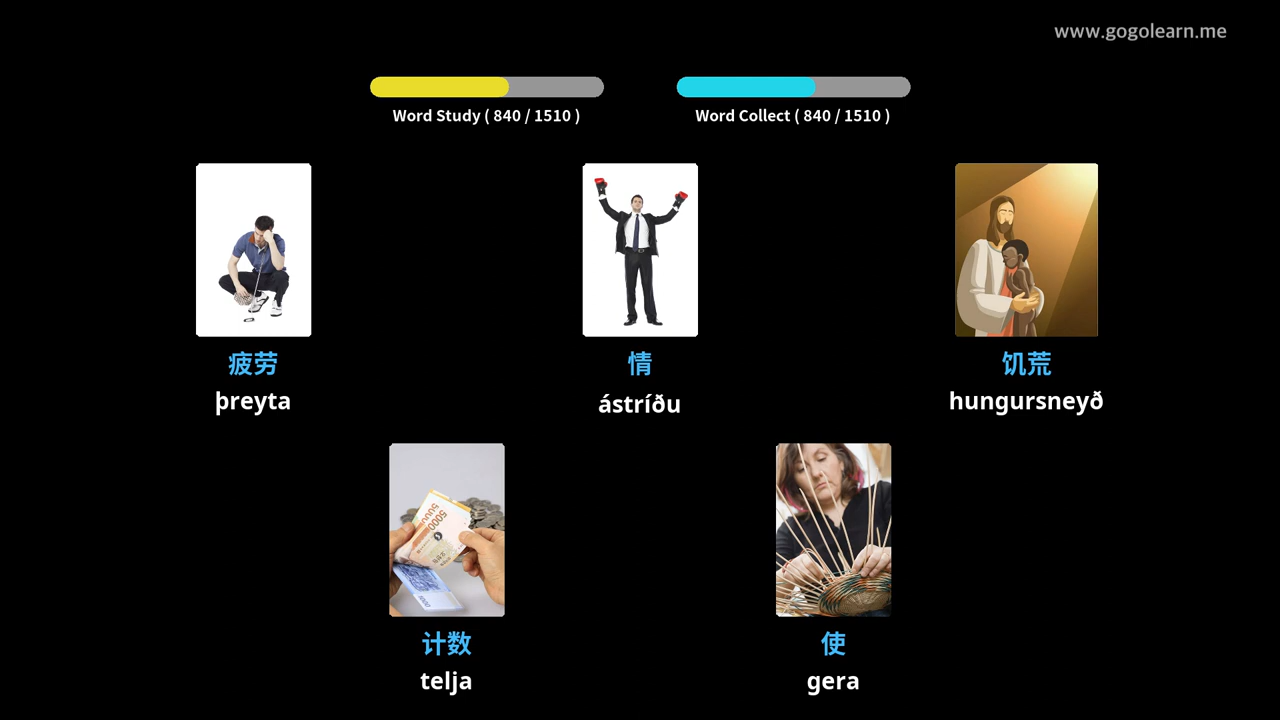 www.gogolearn.me
Word Study ( 840 / 1510 )
Word Collect ( 840 / 1510 )
疲劳
þreyta
情
ástríðu
饥荒
hungursneyð
5000
计数
telja
使
gera